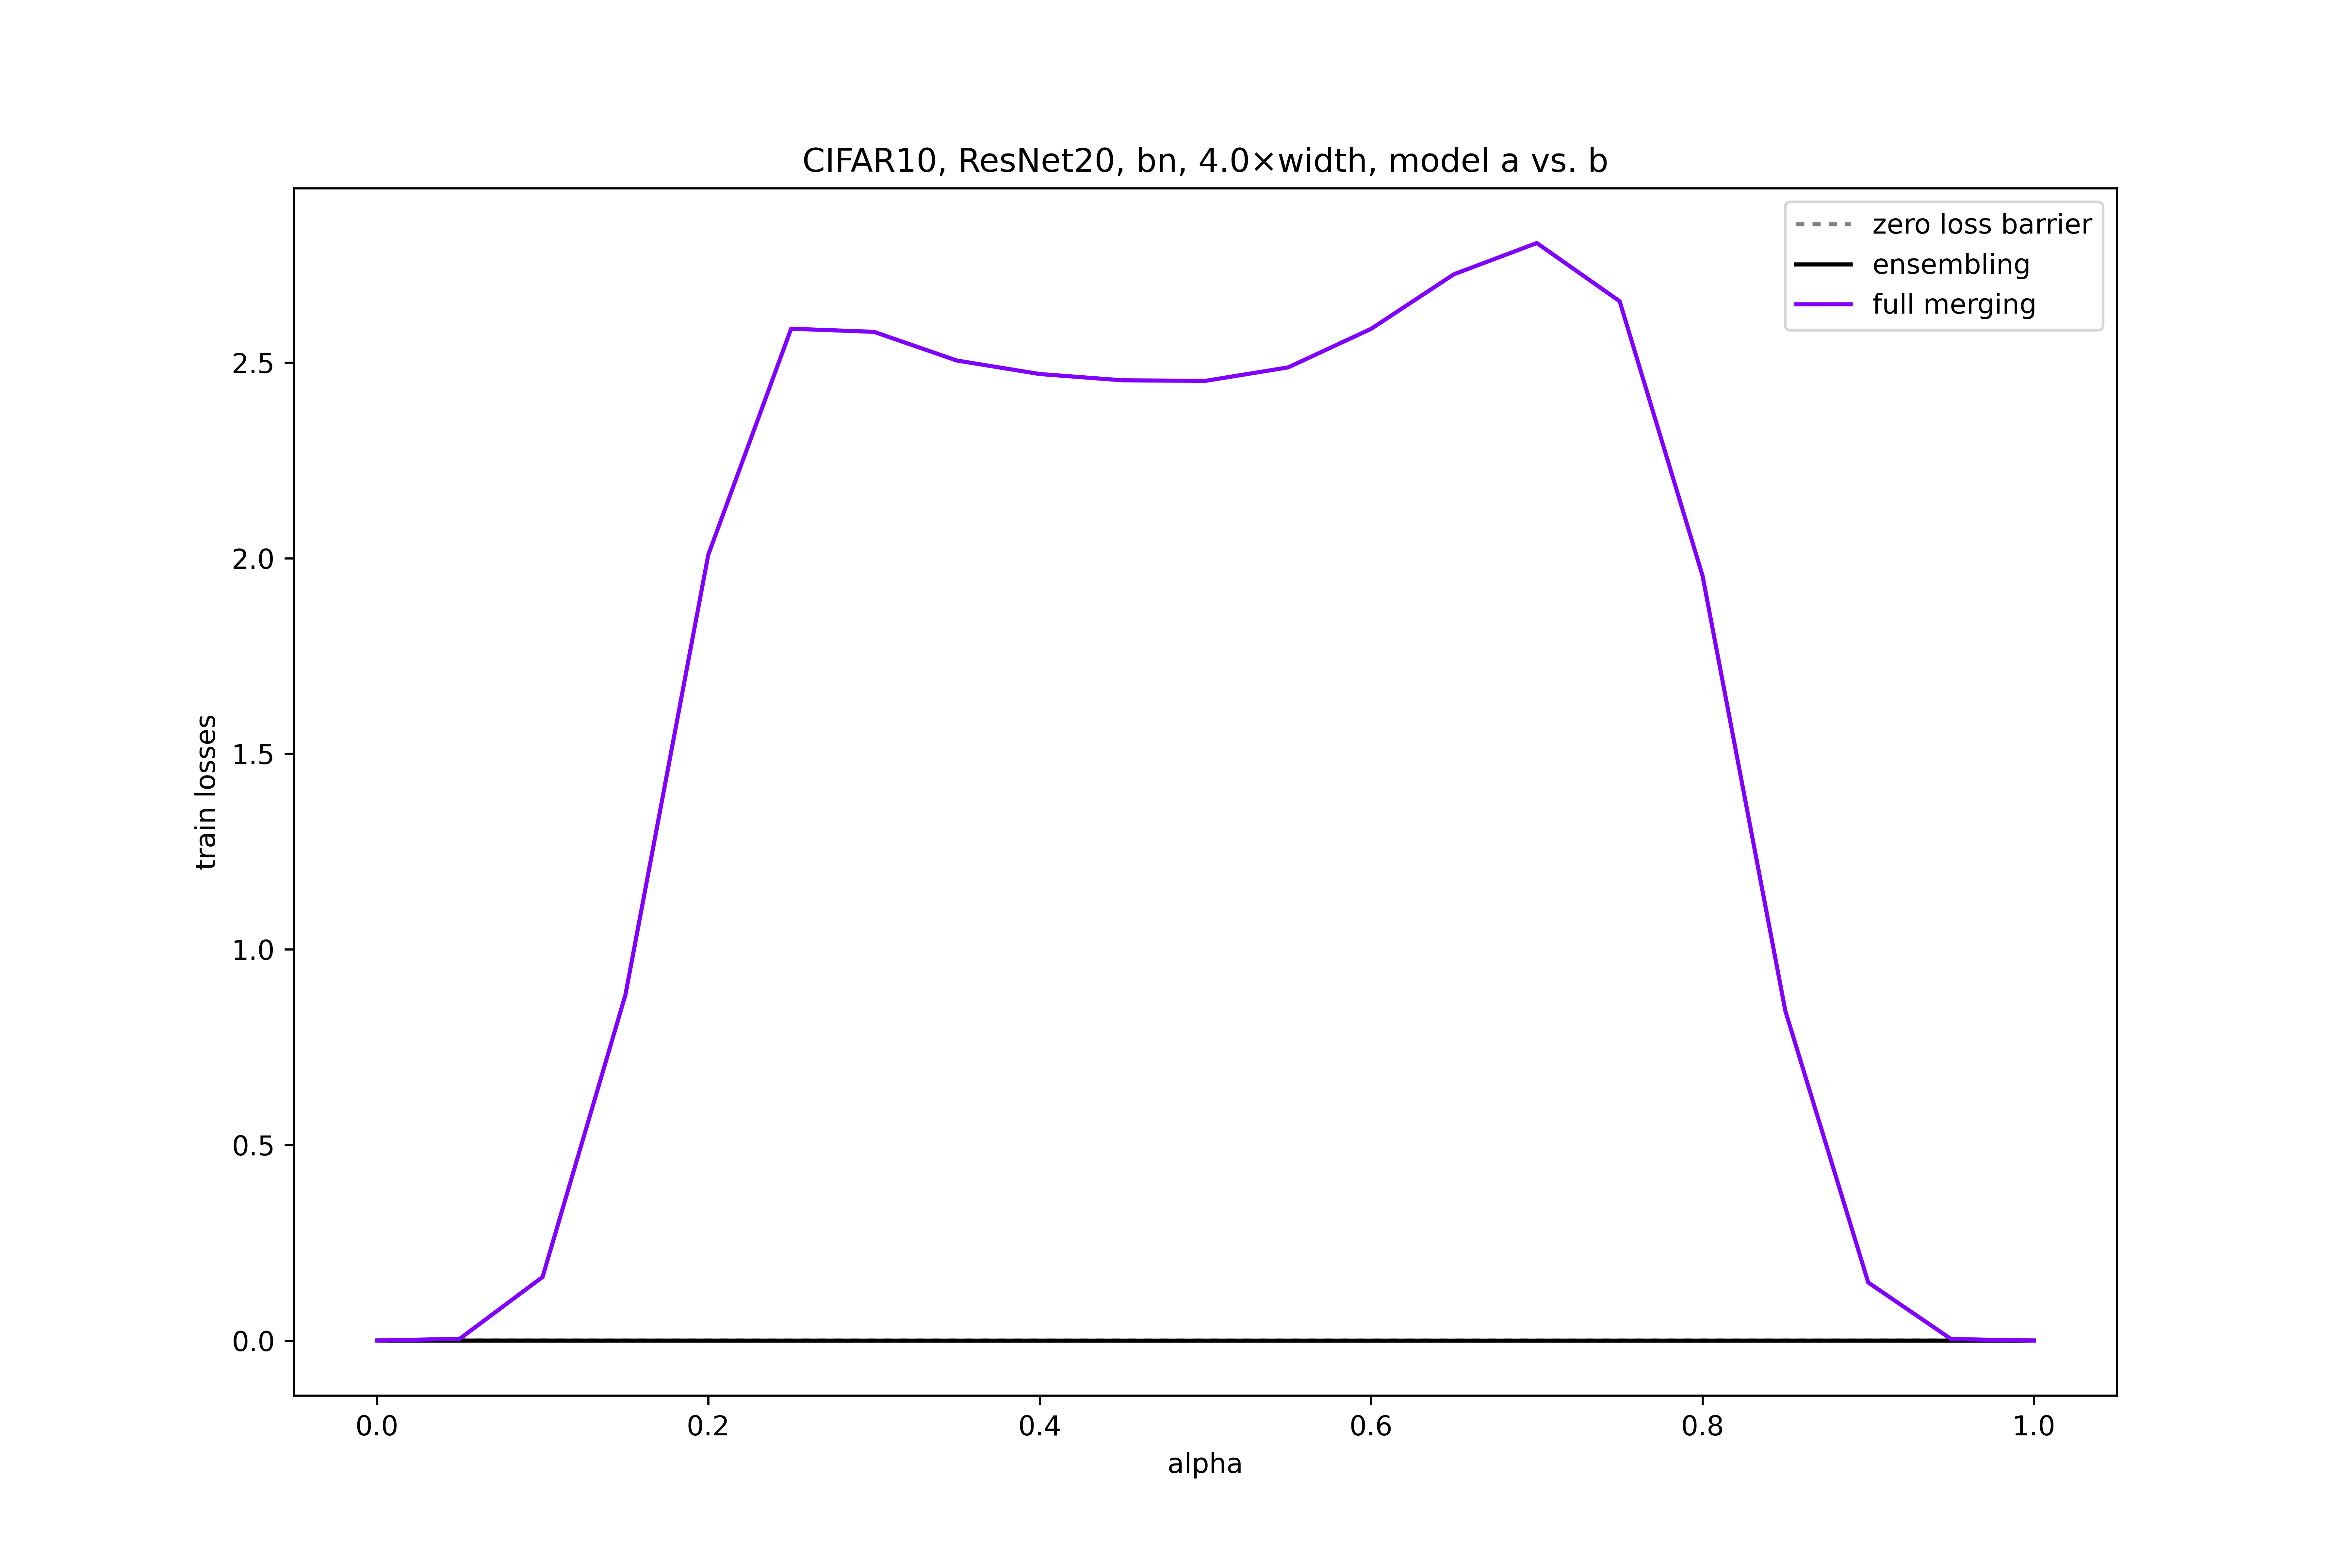 CIFAR10, ResNet20, bn, 4.0×width, model a vs. b
zero loss barrier
ensembling
full merging
2.5
2.0
1.5
1.0
0.5
0.0
train losses
0.0 0.2 0.4 0.6 0.8 1.0
alpha